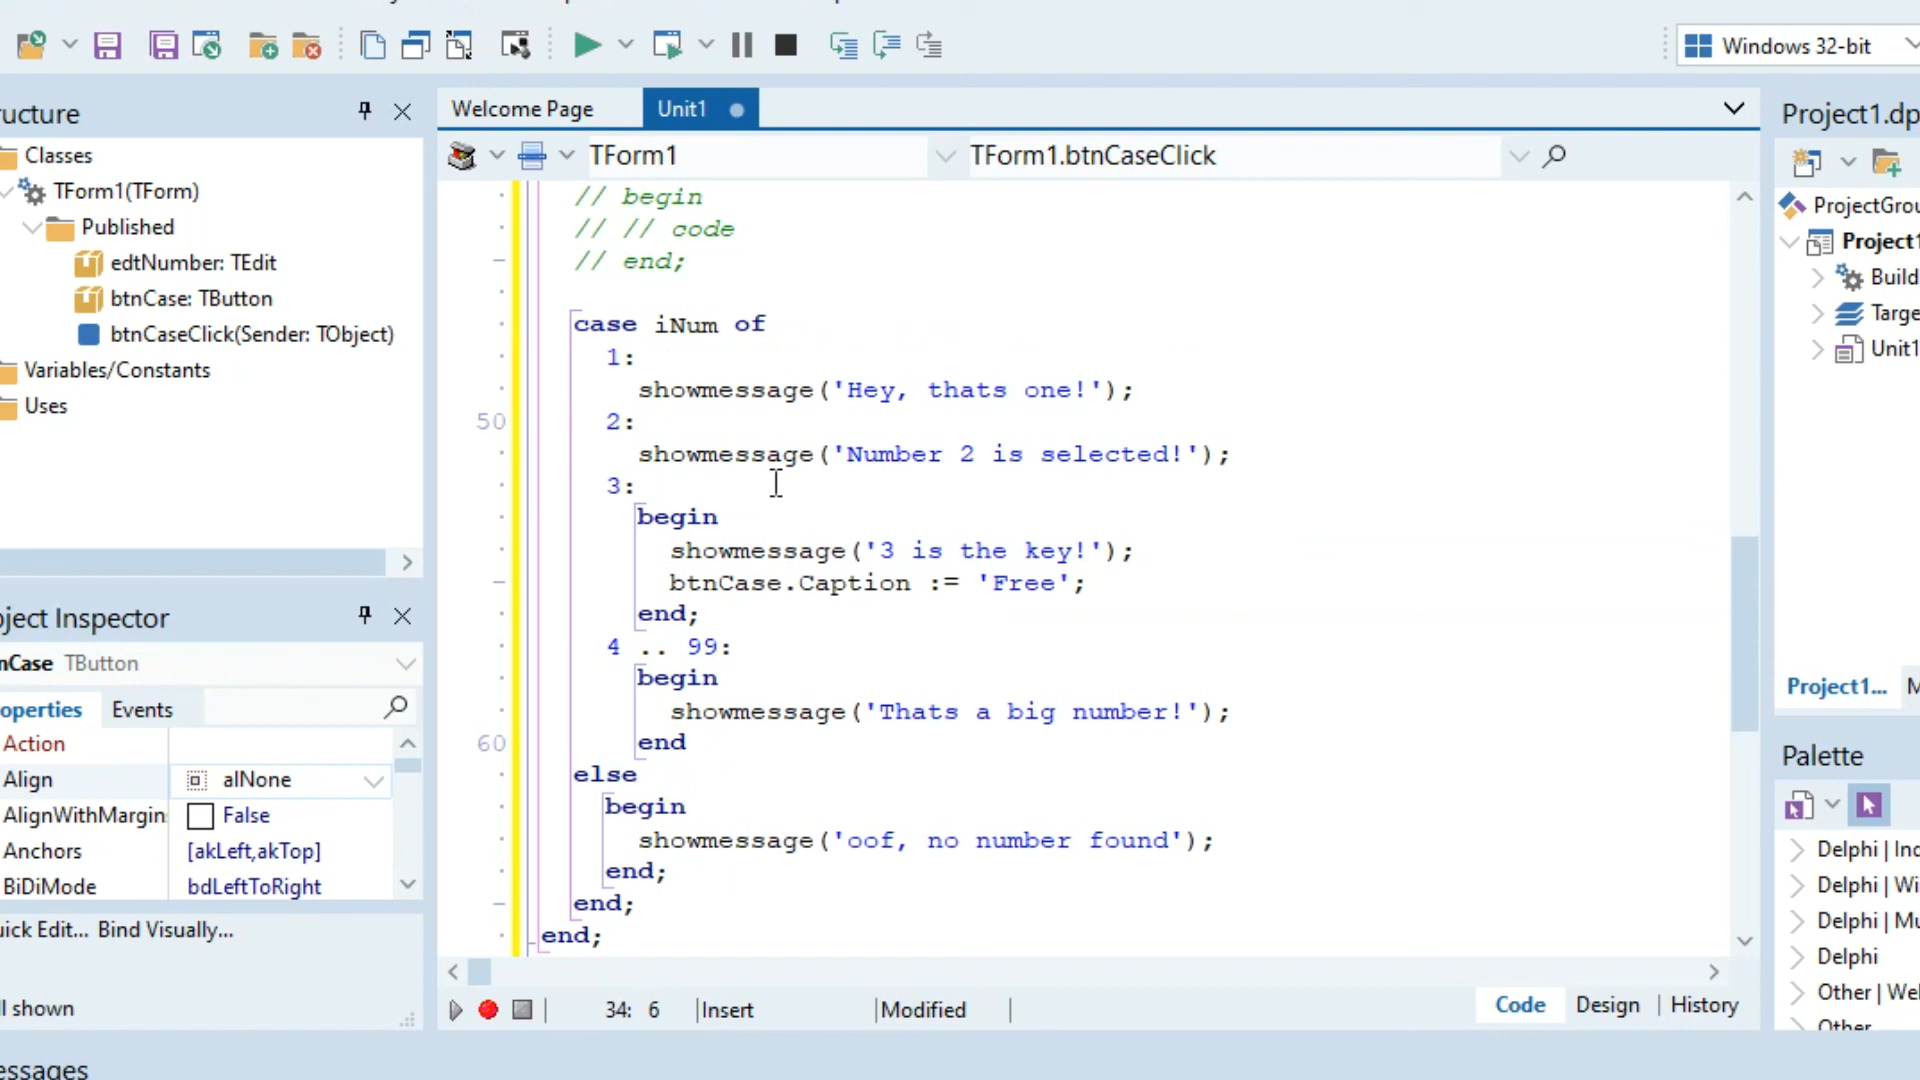 Windows 32-bit
ructure
Classes
TForm1(TForm)
Published
edtNumber: TEdit
btnCase: TButton
btnCaseClick(Sender: TObject)
Variables/Constants
Uses
bject Inspector
nCase TButton
operties Events
Action
Align alNone
AlignWithMargin: False
Anchors [akLeft,akTop]
BiDiMode bdLeftToRight
uick Edit... Bind Visually...
ll shown
essages
Welcome Page Unit1
TForm1 TForm1.btnCaseClick
// begin
// // code
// end;
case iNum of
1:
showmessage('Hey, thats one!');
50 2:
showmessage('Number 2 is selected!');
3:
begin
showmessage('3 is the key!');
btnCase.Caption := 'Free';
end;
4 .. 99:
begin
showmessage('Thats a big number!');
60 end
else
begin
showmessage('oof, no number found');
end;
end;
end;
34: 6 Insert Modified
Code Design History
Project1.dp
ProjectGrou
Project1
Build
Targe
Unit1
Project1... M
Palette
Delphi | Ind
Delphi | Wi
Delphi | Mu
Delphi
Other | Wel
Other